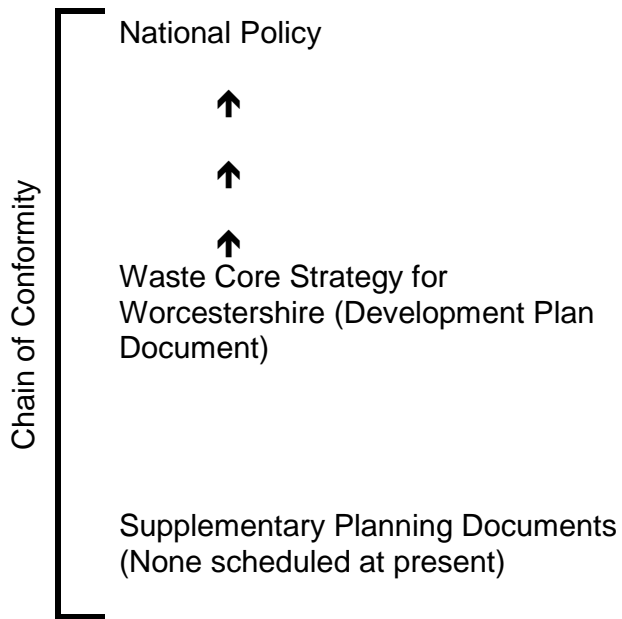 Chain of Conformity
National Policy
Waste Core Strategy for
Worcestershire (Development Plan
Document)
Supplementary Planning Documents
(None scheduled at present)